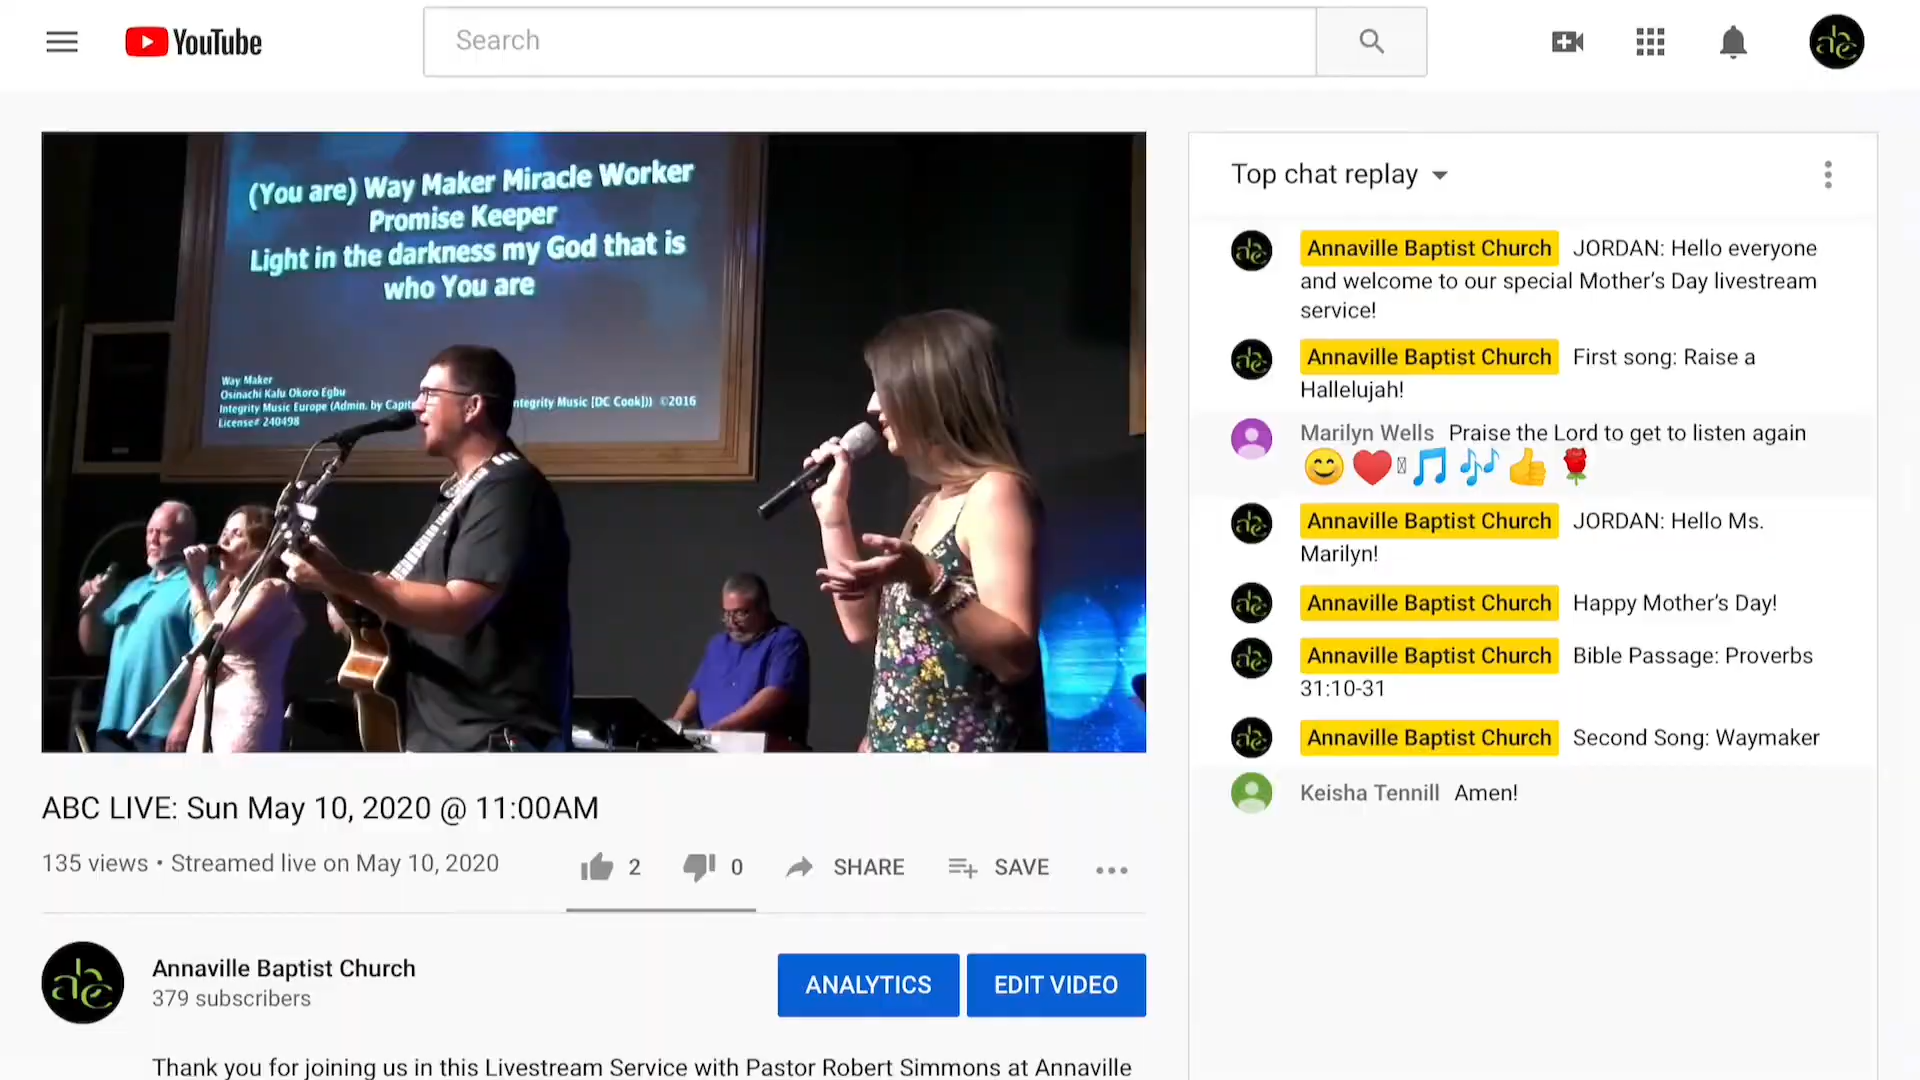 YouTube
Search
(You are) Way Maker Miracle Worker
Promise Keeper
Light in the darkness my God that is
who You are
Way Maker
Osinachi Kalu Okoro Egbu
Integrity Music Europe (Admin. by Capit ntegrity Music [DC Cook])) ©2016
License# 240498
ABC LIVE: Sun May 10, 2020 @ 11:00AM
135 views • Streamed live on May 10, 2020
2
0
SHARE
SAVE
abc
Annaville Baptist Church
379 subscribers
ANALYTICS
EDIT VIDEO
Thank you for joining us in this Livestream Service with Pastor Robert Simmons at Annaville
Top chat replay
Annaville Baptist Church JORDAN: Hello everyone
and welcome to our special Mother's Day livestream
service!
Annaville Baptist Church First song: Raise a
Hallelujah!
Marilyn Wells Praise the Lord to get to listen again
Annaville Baptist Church JORDAN: Hello Ms.
Marilyn!
Annaville Baptist Church Happy Mother's Day!
Annaville Baptist Church Bible Passage: Proverbs
31:10-31
Annaville Baptist Church Second Song: Waymaker
Keisha Tennill Amen!